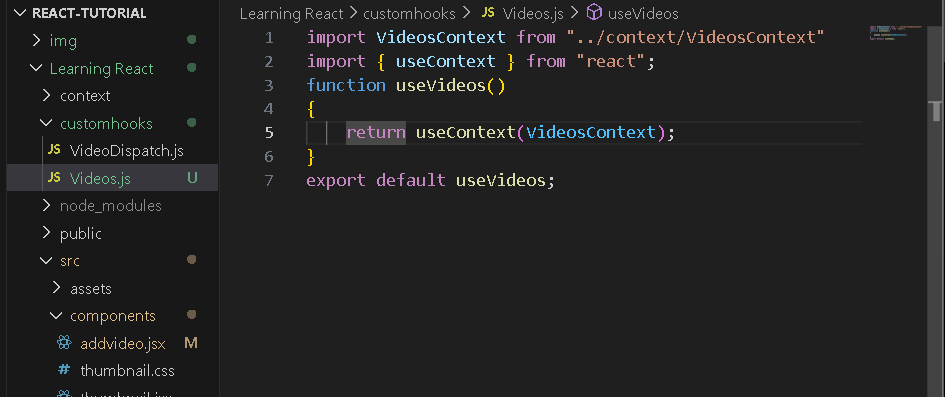 REACT-TUTORIAL
img
Learning React
context
customhooks
JS VideoDispatch.js
JS Videos.js U
node_modules
public
src
assets
components
addvideo.jsx M
# thumbnail.css
Learning React > customhooks > JS Videos.js > useVideos
1 import VideosContext from "../context/VideosContext"
2 import { useContext } from "react";
3 function useVideos()
4 {
5 return useContext(VideosContext);
6 }
7 export default useVideos;